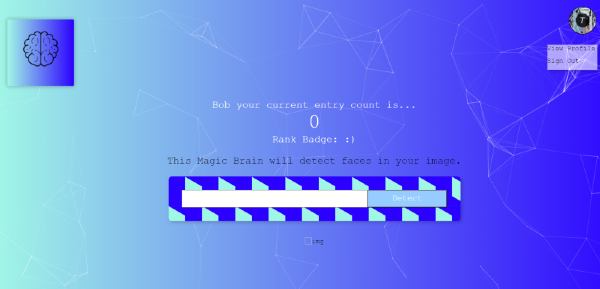 View Profile
Sign Out
Bob your current entry count is...
0
Rank Badge: :)
This Magic Brain will detect faces in your image.
Detect
img